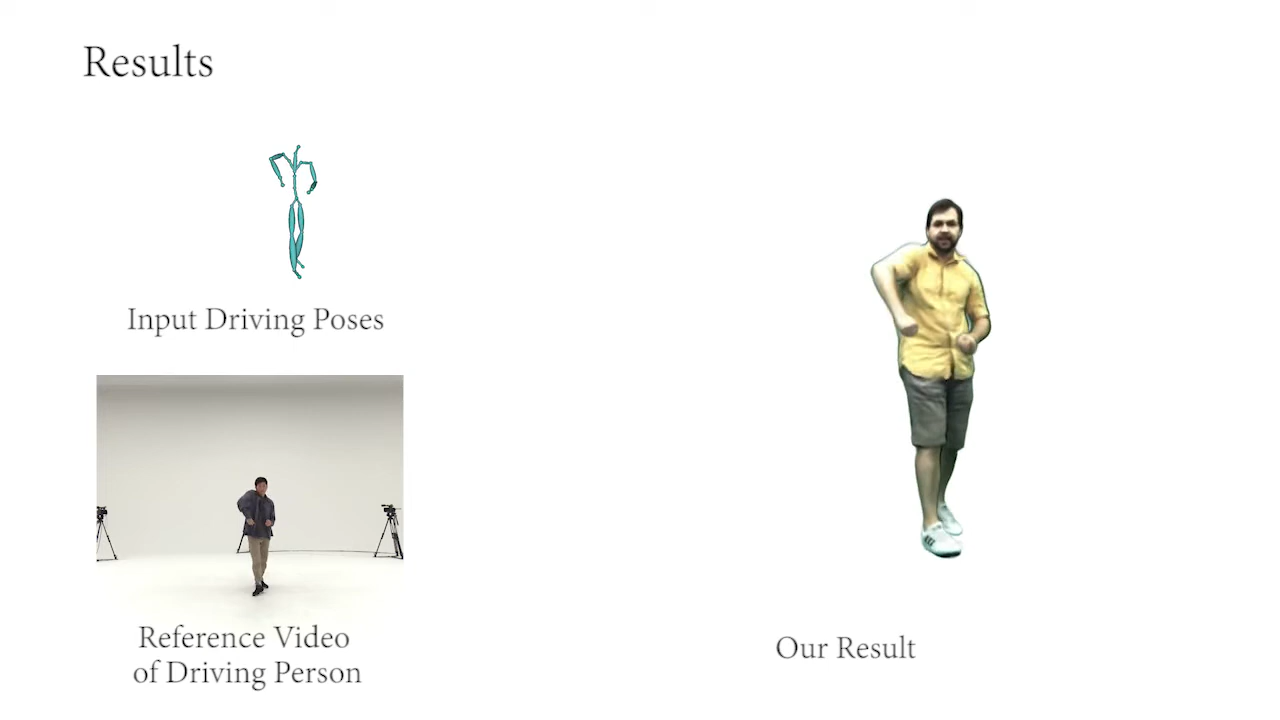 Results
Input Driving Poses
Reference Video
of Driving Person
Our Result